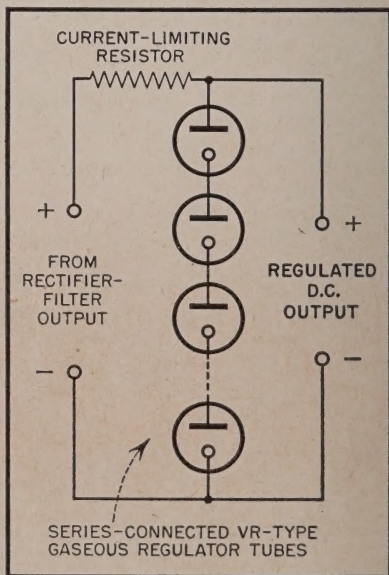 CURRENT-LIMITING
RESISTOR
+
+
FROM
RECTIFIER-
FILTER
OUTPUT
REGULATED
D.C.
OUTPUT
−
−
SERIES-CONNECTED VR-TYPE
GASEOUS REGULATOR TUBES